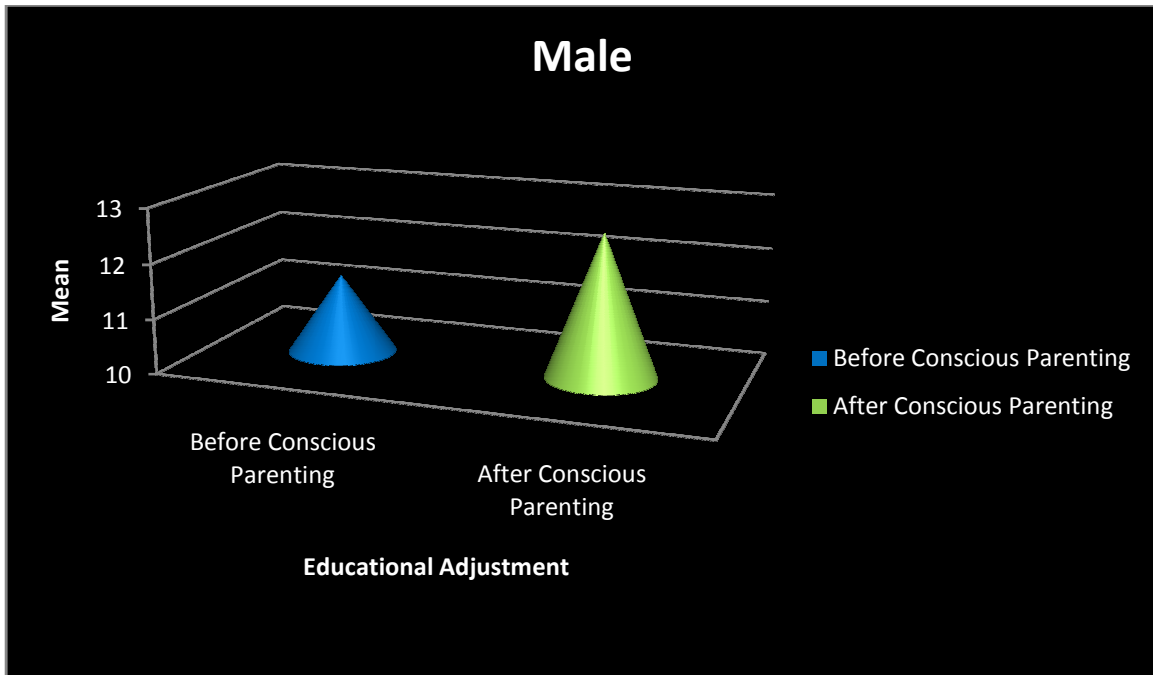 Male
13
12
11
10
Mean
Before Conscious
Parenting
After Conscious
Parenting
Educational Adjustment
Before Conscious Parenting
After Conscious Parenting